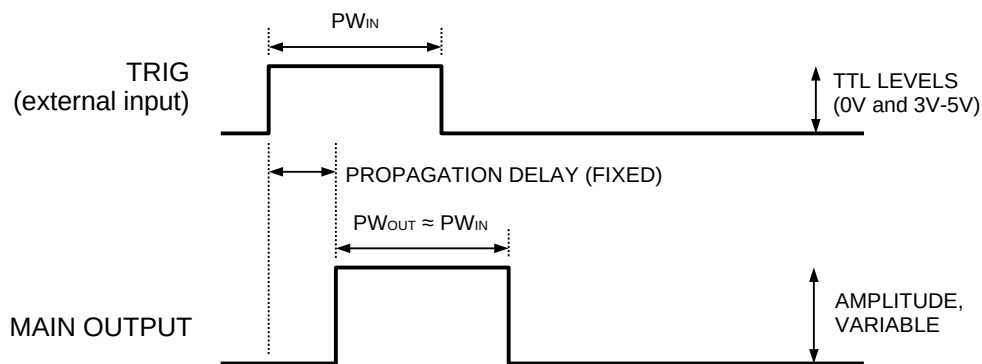 PWIN
TRIG
(external input)
TTL LEVELS
(0V and 3V-5V)
PROPAGATION DELAY (FIXED)
PWOUT ≈ PWIN
MAIN OUTPUT
AMPLITUDE,
VARIABLE